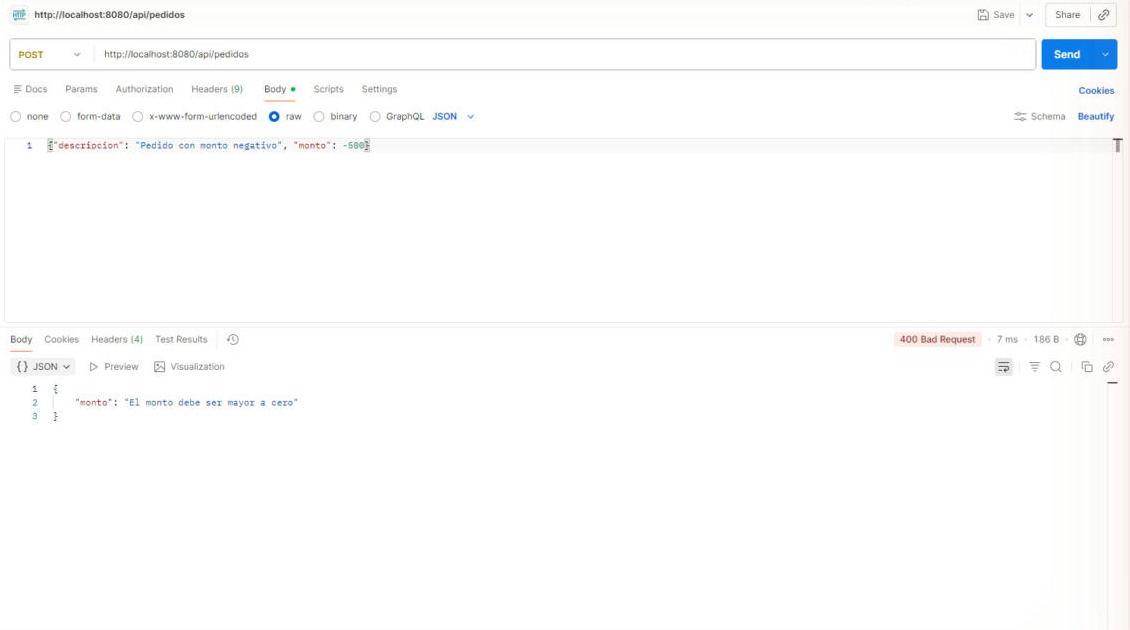 HTTP http://localhost:8080/api/pedidos Save Share
POST http://localhost:8080/api/pedidos Send
Docs Params Authorization Headers (9) Body Scripts Settings Cookies
none form-data x-www-form-urlencoded raw binary GraphQL JSON Schema Beautify
1 {"descripcion": "Pedido con monto negativo", "monto": -500}
Body Cookies Headers (4) Test Results 400 Bad Request 7 ms 186 B
{} JSON Preview Visualization
1 {
2 "monto": "El monto debe ser mayor a cero"
3 }